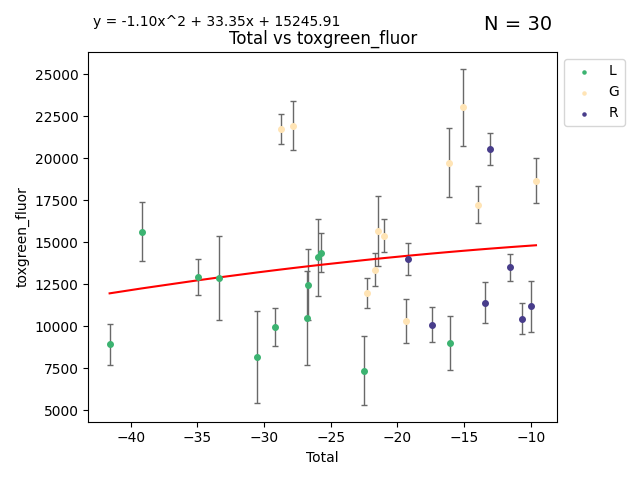 y = -1.10x^2 + 33.35x + 15245.91
N = 30
Total vs toxgreen_fluor
25000
22500
20000
17500
15000
12500
10000
7500
5000
toxgreen_fluor
−40
−35
−30
−25
−20
−15
−10
Total
L
G
R